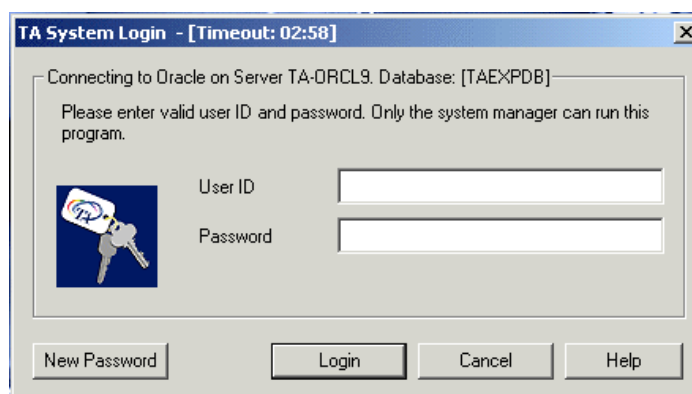 TA System Login - [Timeout: 02:58]
Connecting to Oracle on Server TA-ORCL9. Database: [TAEXPDB]
Please enter valid user ID and password. Only the system manager can run this
program.
TA
User ID
Password
New Password
Login
Cancel
Help